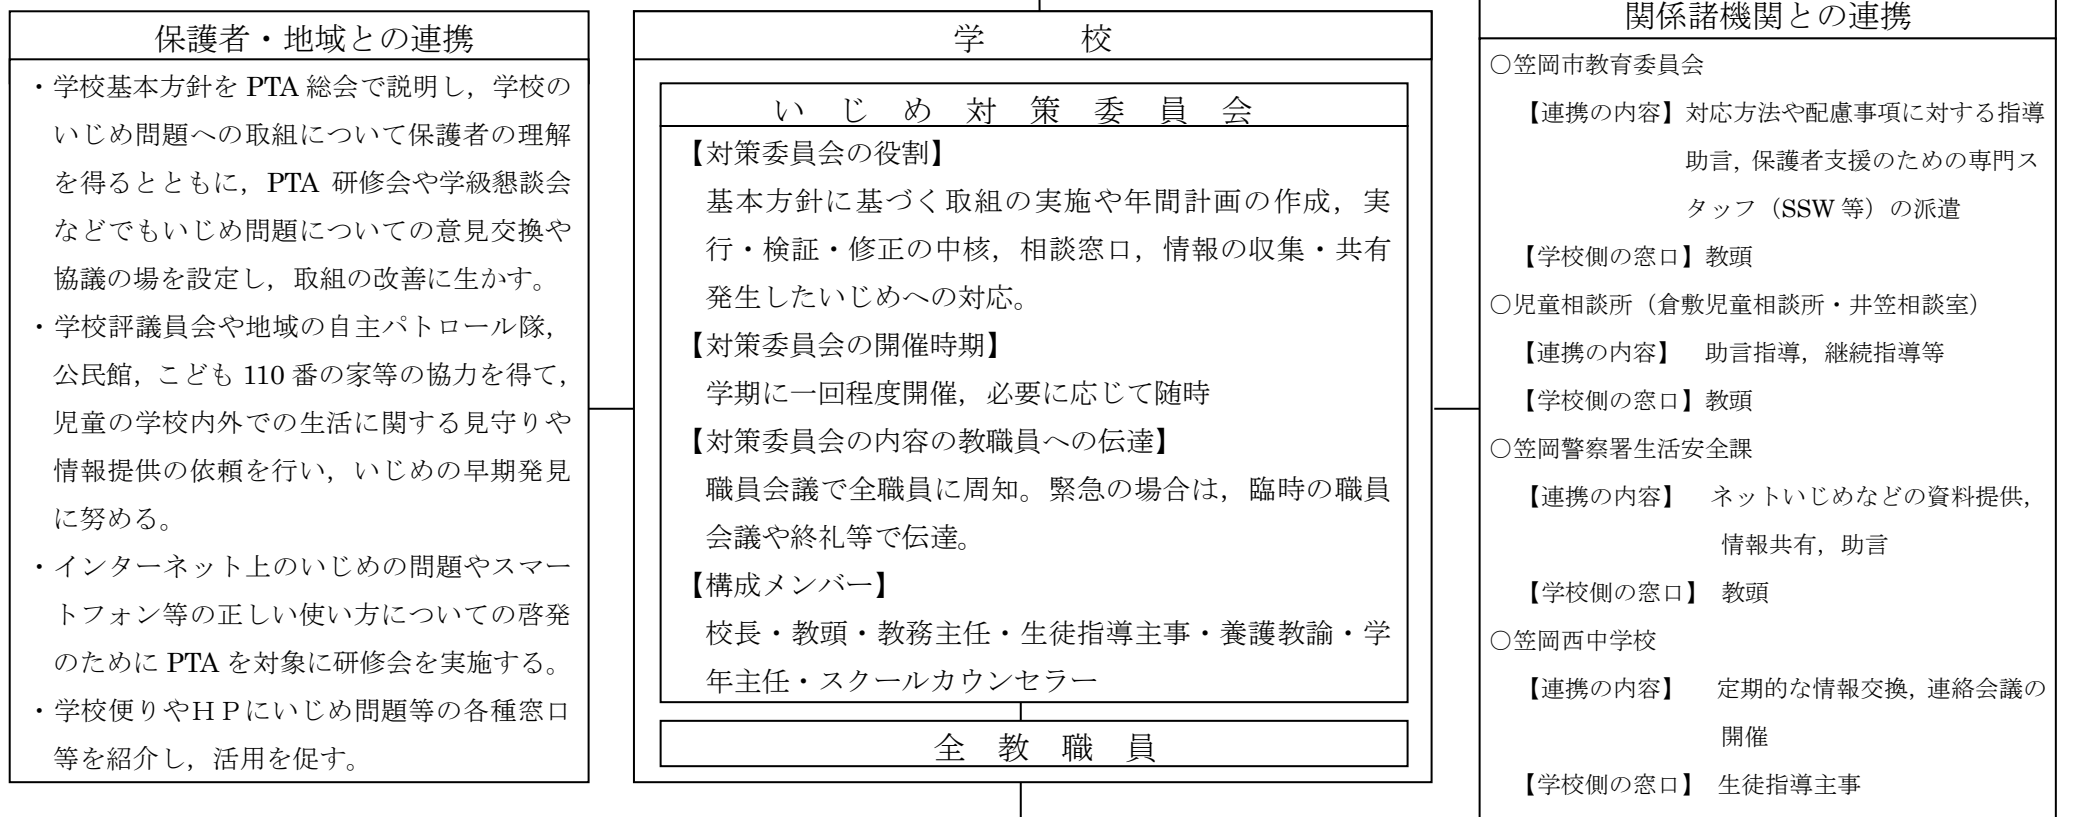 保護者・地域との連携
・学校基本方針を PTA 総会で説明し，学校の
いじめ問題への取組について保護者の理解
を得るとともに，PTA 研修会や学級懇談会
などでもいじめ問題についての意見交換や
協議の場を設定し，取組の改善に生かす。
・学校評議員会や地域の自主パトロール隊，
公民館，こども 110 番の家等の協力を得て，
児童の学校内外での生活に関する見守りや
情報提供の依頼を行い，いじめの早期発見
に努める。
・インターネット上のいじめの問題やスマー
トフォン等の正しい使い方についての啓発
のために PTA を対象に研修会を実施する。
・学校便りやＨＰにいじめ問題等の各種窓口
等を紹介し，活用を促す。
学　校
いじめ対策委員会
【対策委員会の役割】
基本方針に基づく取組の実施や年間計画の作成，実
行・検証・修正の中核，相談窓口，情報の収集・共有
発生したいじめへの対応。
【対策委員会の開催時期】
学期に一回程度開催，必要に応じて随時
【対策委員会の内容の教職員への伝達】
職員会議で全職員に周知。緊急の場合は，臨時の職員
会議や終礼等で伝達。
【構成メンバー】
校長・教頭・教務主任・生徒指導主事・養護教諭・学
年主任・スクールカウンセラー
全教職員
関係諸機関との連携
○笠岡市教育委員会
【連携の内容】対応方法や配慮事項に対する指導
助言，保護者支援のための専門ス
タッフ（SSW 等）の派遣
【学校側の窓口】教頭
○児童相談所（倉敷児童相談所・井笠相談室）
【連携の内容】　助言指導，継続指導等
【学校側の窓口】教頭
○笠岡警察署生活安全課
【連携の内容】　ネットいじめなどの資料提供，
情報共有，助言
【学校側の窓口】 教頭
○笠岡西中学校
【連携の内容】　定期的な情報交換，連絡会議の
開催
【学校側の窓口】 生徒指導主事